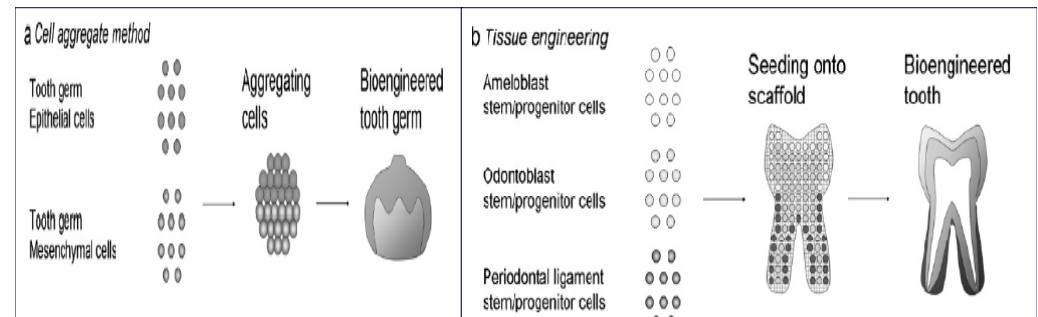 a Cell aggregate method
Tooth germ
Epithelial cells
Tooth germ
Mesenchymal cells
Aggregating
cells
Bioengineered
tooth germ
b Tissue engineering
Ameloblast
stem/progenitor cells
Odontoblast
stem/progenitor cells
Periodontal ligament
stem/progenitor cells
Seeding onto
scaffold
Bioengineered
tooth